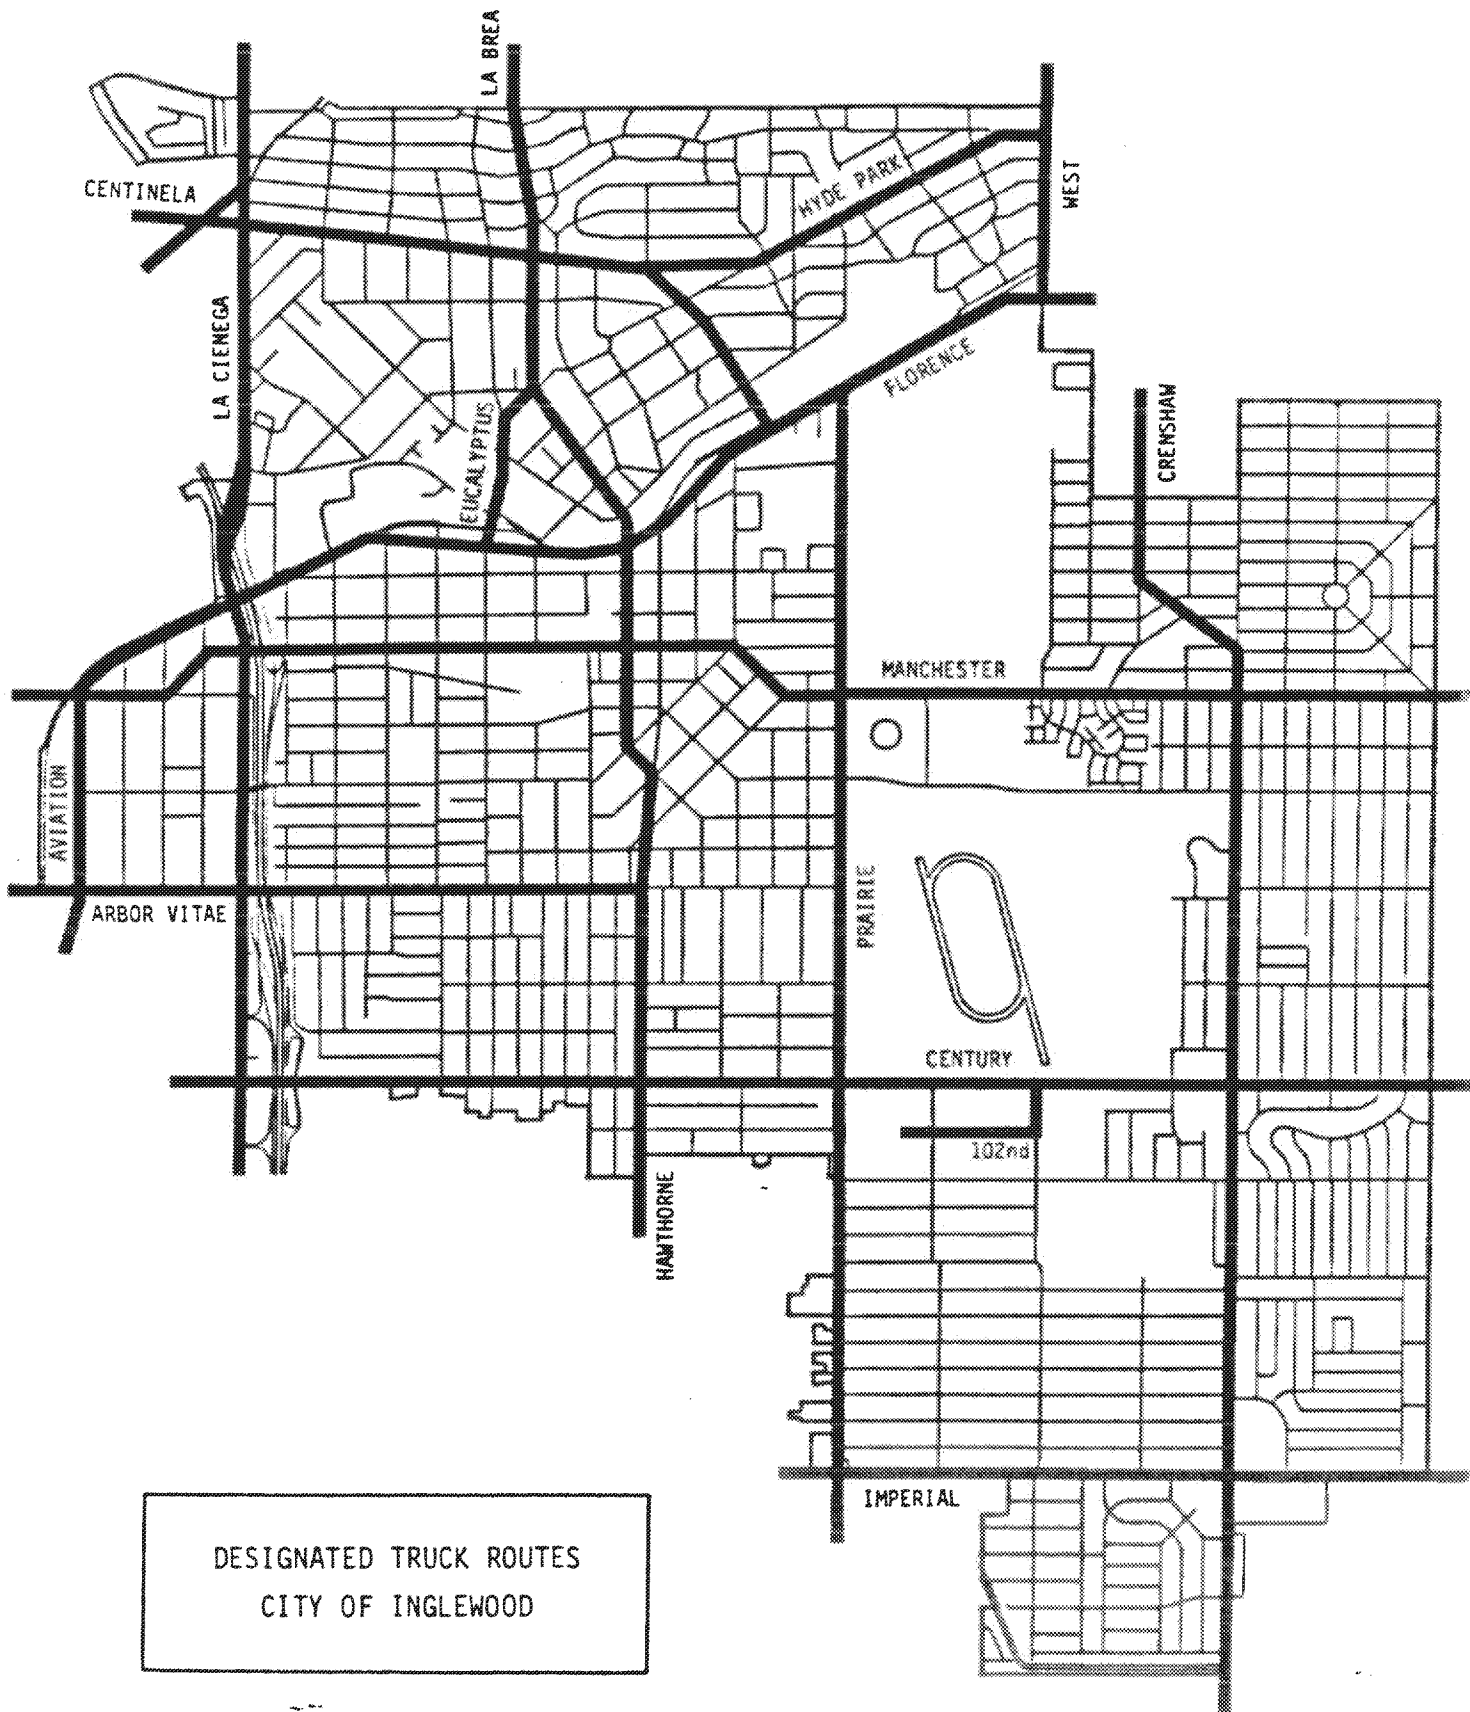 LA BREA
CENTINELA
HYDE PARK
WEST
LA CIENEGA
FLORENCE
EUCALYPTUS
CRENSHAW
MANCHESTER
AVIATION
ARBOR VITAE
PRAIRIE
CENTURY
102nd
HAWTHORNE
IMPERIAL
DESIGNATED TRUCK ROUTES
CITY OF INGLEWOOD